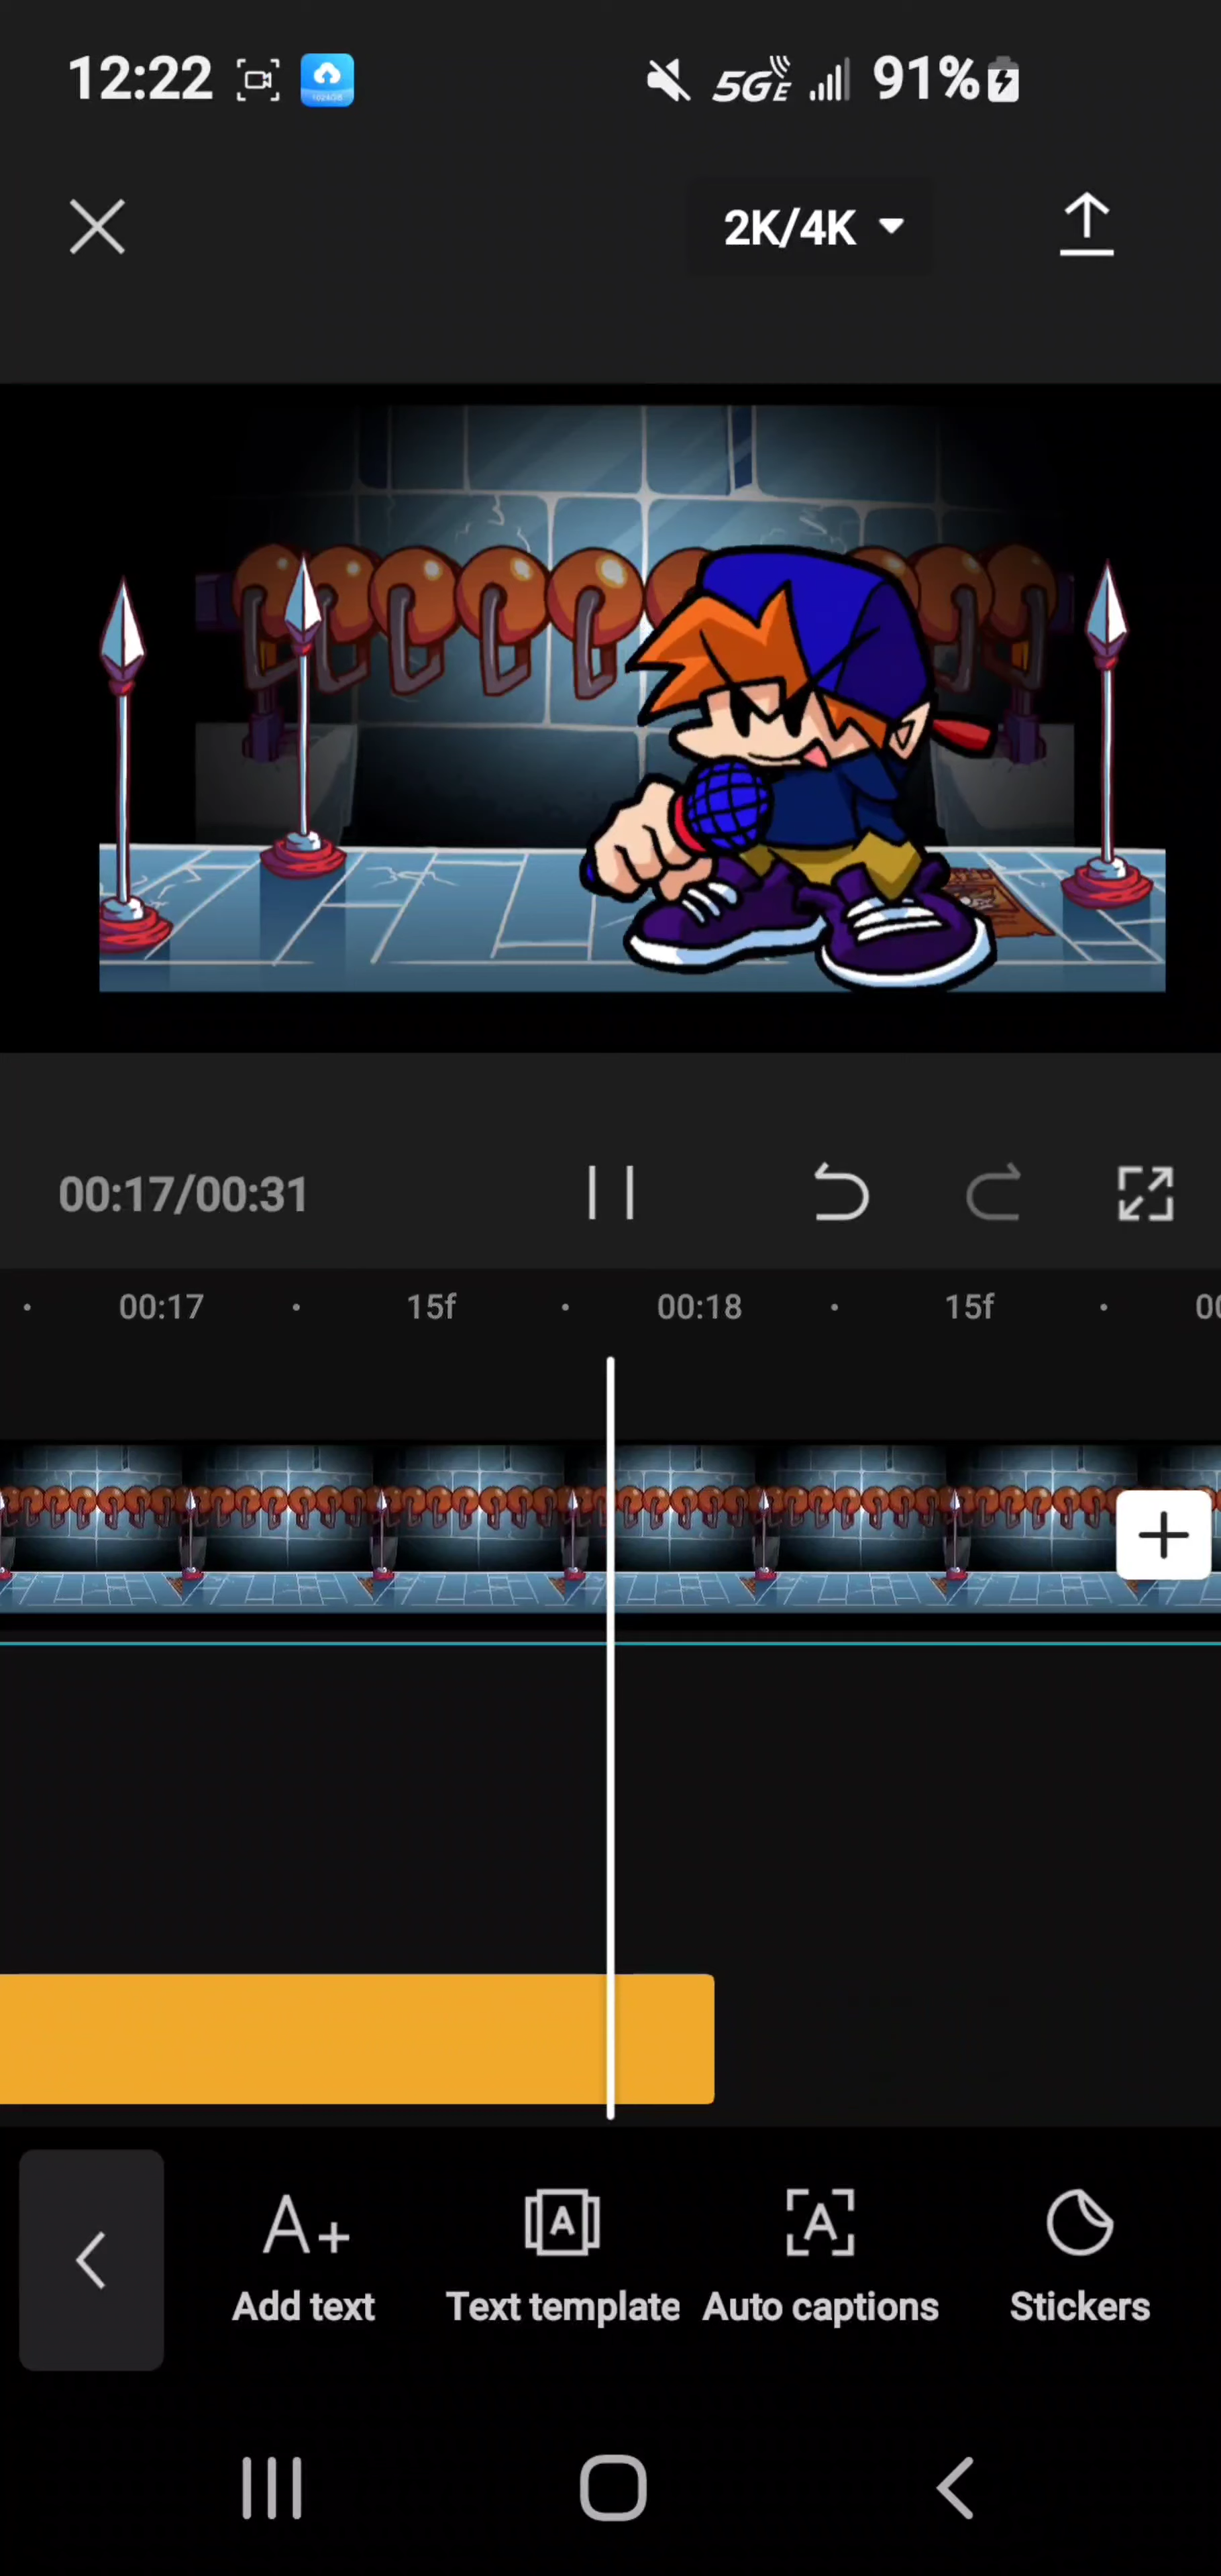 12:22
5GE
91%
2K/4K
00:17/00:31
00:17
15f
00:18
15f
A+
A
A
Add text
Text template
Auto captions
Stickers